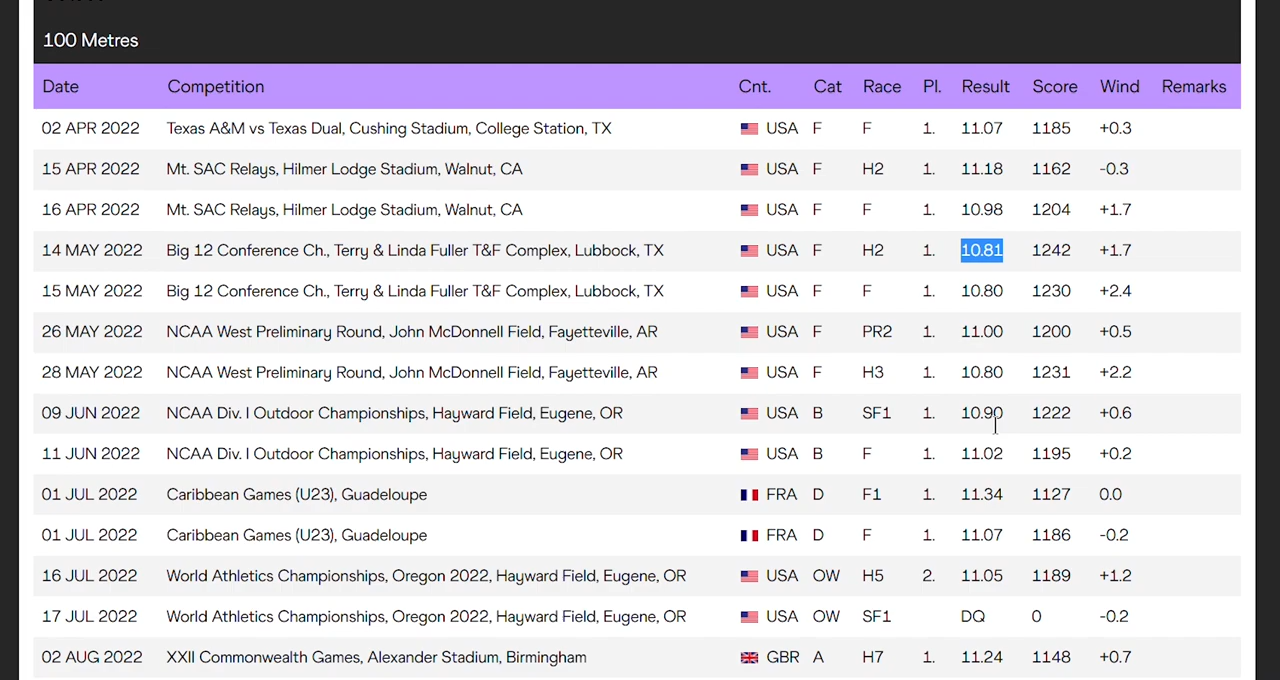 100 Metres
Date Competition Cnt. Cat Race Pl. Result Score Wind Remarks
02 APR 2022 Texas A&M vs Texas Dual, Cushing Stadium, College Station, TX USA F F 1. 11.07 1185 +0.3
15 APR 2022 Mt. SAC Relays, Hilmer Lodge Stadium, Walnut, CA USA F H2 1. 11.18 1162 -0.3
16 APR 2022 Mt. SAC Relays, Hilmer Lodge Stadium, Walnut, CA USA F F 1. 10.98 1204 +1.7
14 MAY 2022 Big 12 Conference Ch., Terry & Linda Fuller T&F Complex, Lubbock, TX USA F H2 1. 10.81 1242 +1.7
15 MAY 2022 Big 12 Conference Ch., Terry & Linda Fuller T&F Complex, Lubbock, TX USA F F 1. 10.80 1230 +2.4
26 MAY 2022 NCAA West Preliminary Round, John McDonnell Field, Fayetteville, AR USA F PR2 1. 11.00 1200 +0.5
28 MAY 2022 NCAA West Preliminary Round, John McDonnell Field, Fayetteville, AR USA F H3 1. 10.80 1231 +2.2
09 JUN 2022 NCAA Div. I Outdoor Championships, Hayward Field, Eugene, OR USA B SF1 1. 10.90 1222 +0.6
11 JUN 2022 NCAA Div. I Outdoor Championships, Hayward Field, Eugene, OR USA B F 1. 11.02 1195 +0.2
01 JUL 2022 Caribbean Games (U23), Guadeloupe FRA D F1 1. 11.34 1127 0.0
01 JUL 2022 Caribbean Games (U23), Guadeloupe FRA D F 1. 11.07 1186 -0.2
16 JUL 2022 World Athletics Championships, Oregon 2022, Hayward Field, Eugene, OR USA OW H5 2. 11.05 1189 +1.2
17 JUL 2022 World Athletics Championships, Oregon 2022, Hayward Field, Eugene, OR USA OW SF1 DQ 0 -0.2
02 AUG 2022 XXII Commonwealth Games, Alexander Stadium, Birmingham GBR A H7 1. 11.24 1148 +0.7